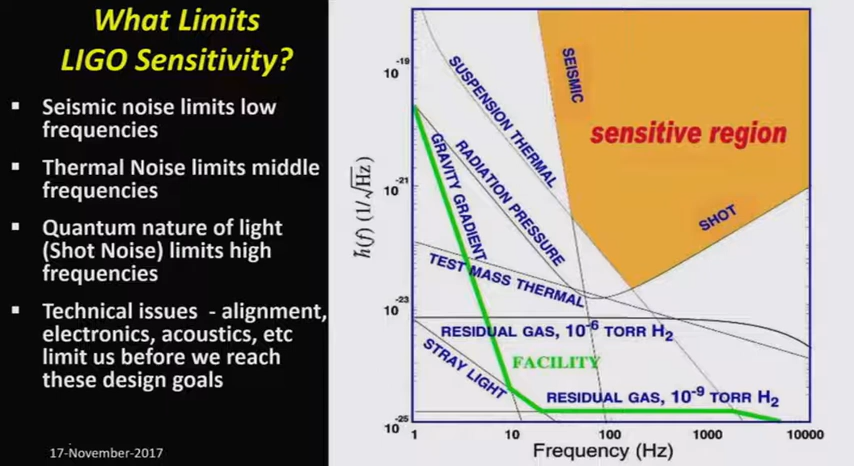 What Limits
LIGO Sensitivity?
▪ Seismic noise limits low
frequencies
▪ Thermal Noise limits middle
frequencies
▪ Quantum nature of light
(Shot Noise) limits high
frequencies
▪ Technical issues - alignment,
electronics, acoustics, etc
limit us before we reach
these design goals
17-November-2017
h(f) (1/√Hz)
10⁻¹⁹
10⁻²¹
10⁻²³
10⁻²⁵
SUSPENSION THERMAL
SEISMIC
sensitive region
GRAVITY GRADIENT
RADIATION PRESSURE
SHOT
TEST MASS THERMAL
RESIDUAL GAS, 10⁻⁶ TORR H₂
STRAY LIGHT
FACILITY
RESIDUAL GAS, 10⁻⁹ TORR H₂
1 10 100 1000 10000
Frequency (Hz)